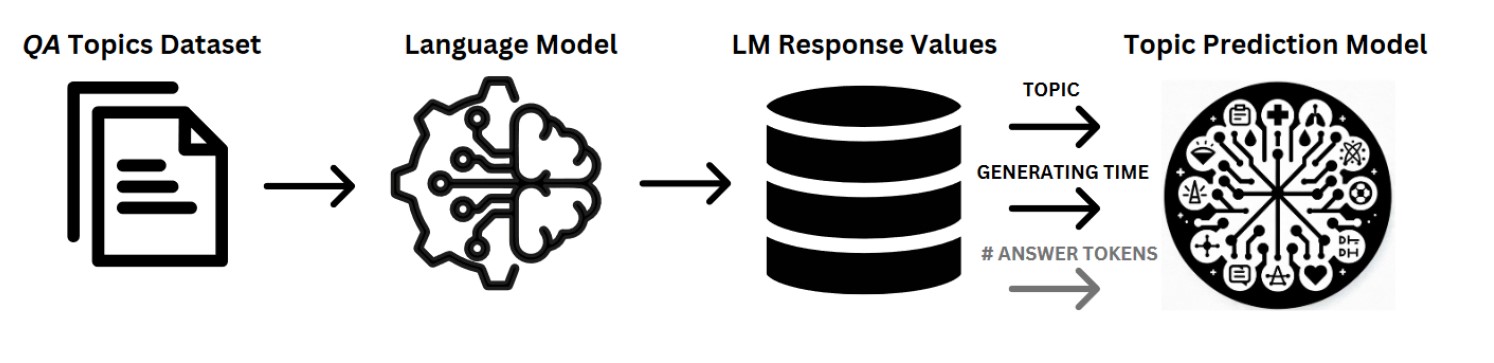 QA Topics Dataset
Language Model
LM Response Values
Topic Prediction Model
TOPIC
GENERATING TIME
# ANSWER TOKENS